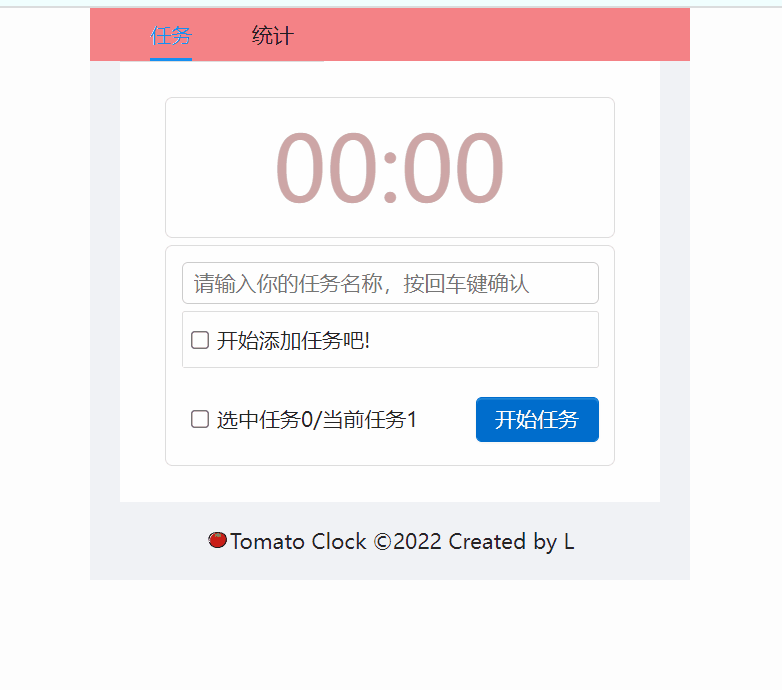 任务 统计
00:00
请输入你的任务名称，按回车键确认
开始添加任务吧!
选中任务0/当前任务1 开始任务
Tomato Clock ©2022 Created by L